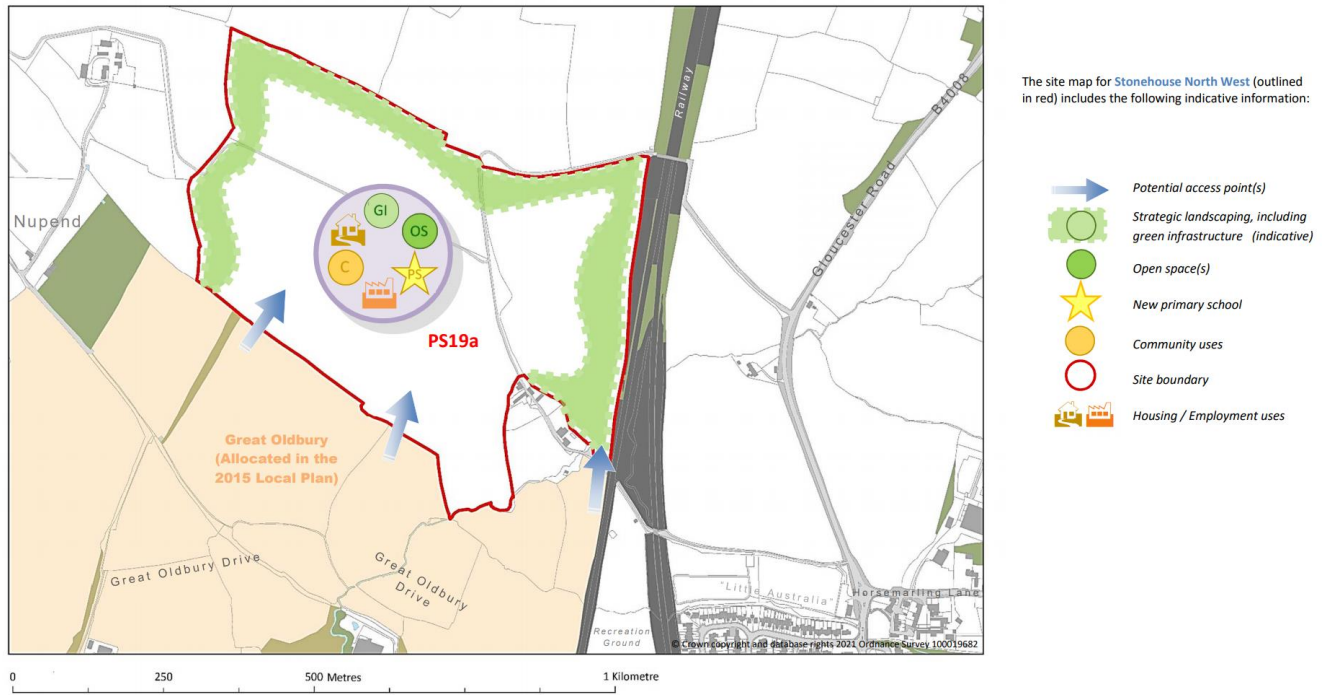 Railway
Gloucester Road
B4008
Nupend
GI
OS
C
PS
PS19a
Great Oldbury
(Allocated in the
2015 Local Plan)
Great Oldbury Drive
Great Oldbury
Drive
"Little Australia"
Horsemarling Lane
Recreation
Ground
© Crown copyright and database rights 2021 Ordnance Survey 100019682
0
250
500 Metres
1 Kilometre
The site map for Stonehouse North West (outlined
in red) includes the following indicative information:
Potential access point(s)
Strategic landscaping, including
green infrastructure (indicative)
Open space(s)
New primary school
Community uses
Site boundary
Housing / Employment uses